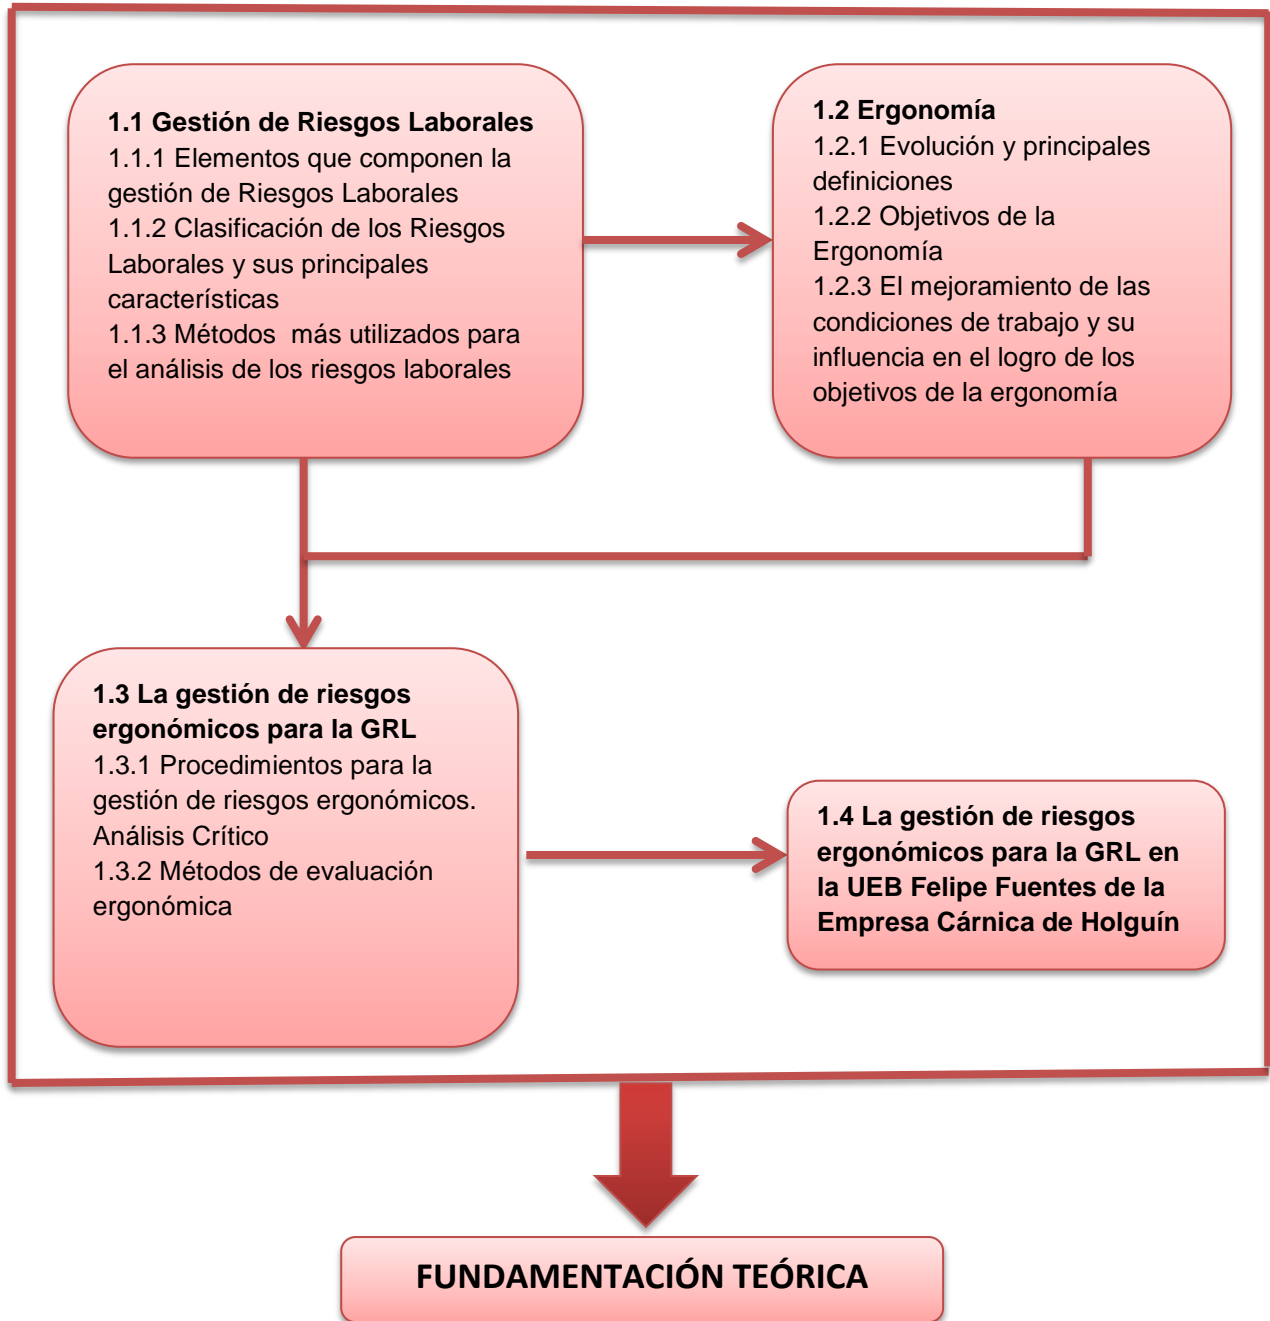 1.1 Gestión de Riesgos Laborales
1.1.1 Elementos que componen la
gestión de Riesgos Laborales
1.1.2 Clasificación de los Riesgos
Laborales y sus principales
características
1.1.3 Métodos  más utilizados para
el análisis de los riesgos laborales
1.2 Ergonomía
1.2.1 Evolución y principales
definiciones
1.2.2 Objetivos de la
Ergonomía
1.2.3 El mejoramiento de las
condiciones de trabajo y su
influencia en el logro de los
objetivos de la ergonomía
1.3 La gestión de riesgos
ergonómicos para la GRL
1.3.1 Procedimientos para la
gestión de riesgos ergonómicos.
Análisis Crítico
1.3.2 Métodos de evaluación
ergonómica
1.4 La gestión de riesgos
ergonómicos para la GRL en
la UEB Felipe Fuentes de la
Empresa Cárnica de Holguín
FUNDAMENTACIÓN TEÓRICA